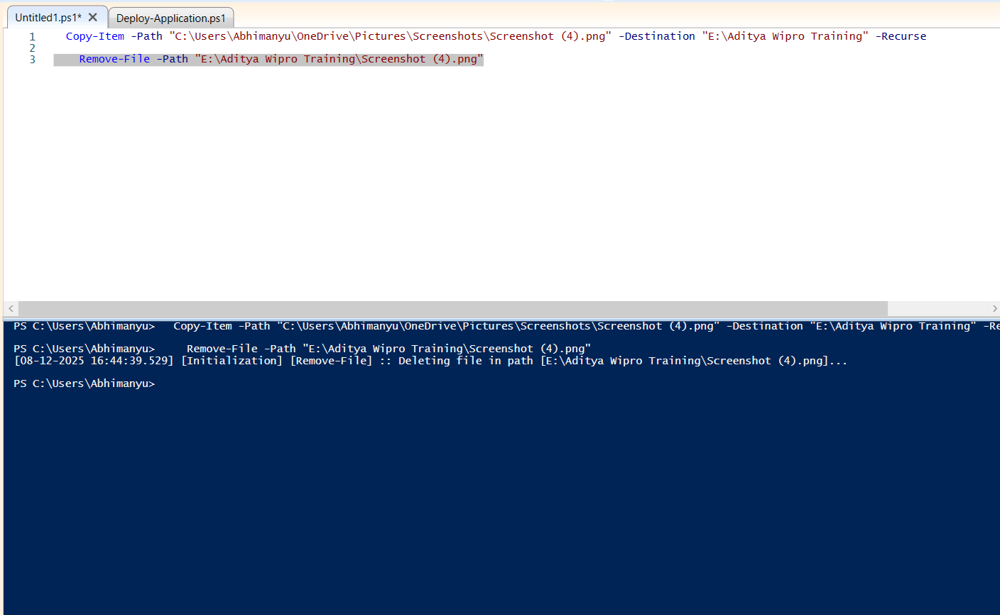 Untitled1.ps1* X Deploy-Application.ps1
1 Copy-Item -Path "C:\Users\Abhimanyu\OneDrive\Pictures\Screenshots\Screenshot (4).png" -Destination "E:\Aditya Wipro Training" -Recurse
2
3 Remove-File -Path "E:\Aditya Wipro Training\Screenshot (4).png"
PS C:\Users\Abhimanyu> Copy-Item -Path "C:\Users\Abhimanyu\OneDrive\Pictures\Screenshots\Screenshot (4).png" -Destination "E:\Aditya Wipro Training" -Re
PS C:\Users\Abhimanyu> Remove-File -Path "E:\Aditya Wipro Training\Screenshot (4).png"
[08-12-2025 16:44:39.529] [Initialization] [Remove-File] :: Deleting file in path [E:\Aditya Wipro Training\Screenshot (4).png]...
PS C:\Users\Abhimanyu>